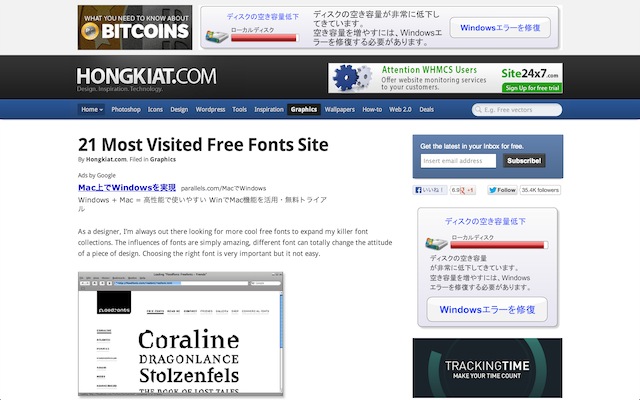 WHAT YOU NEED TO KNOW ABOUT
BITCOINS
ディスクの空き容量低下
ローカルディスク
ディスクの空き容量が非常に低下し
てきています。
空き容量を増やすには、Windowsエ
ラーを修復する必要があります。
Windowsエラーを修復
HONGKIAT.COM
Design. Inspiration. Technology.
Attention WHMCS Users
Offer website monitoring services
to your customers.
Site24x7.com
Sign Up for free trial
Home Photoshop Icons Design Wordpress Tools Inspiration Graphics Wallpapers How-to Web 2.0 Deals
E.g. Free vectors
21 Most Visited Free Fonts Site
By Hongkiat.com. Filed in Graphics
Ads by Google
Mac上でWindowsを実現 parallels.com/MacでWindows
Windows + Mac = 高性能で使いやすい WinでMac機能を活用・無料トライア
ル
As a designer, I'm always out there looking for more cool free fonts to expand my killer font
collections. The influences of fonts are simply amazing, different font can totally change the attitude
of a piece of design. Choosing the right font is very important but it not easy.
Coraline
DRAGONLANCE
Stolzenfels
THE BOOK OF LOST TALES
Get the latest in your inbox for free.
Insert email address
Subscribe!
いいね！ 6.9 +1 Follow 35.4K followers
ディスクの空き容量低下
ローカルディスク
ディスクの空き容量
が非常に低下してきています。
空き容量を増やすには、Windows
エラーを修復する必要があります。
Windowsエラーを修復
TRACKINGTIME
MAKE YOUR TIME COUNT